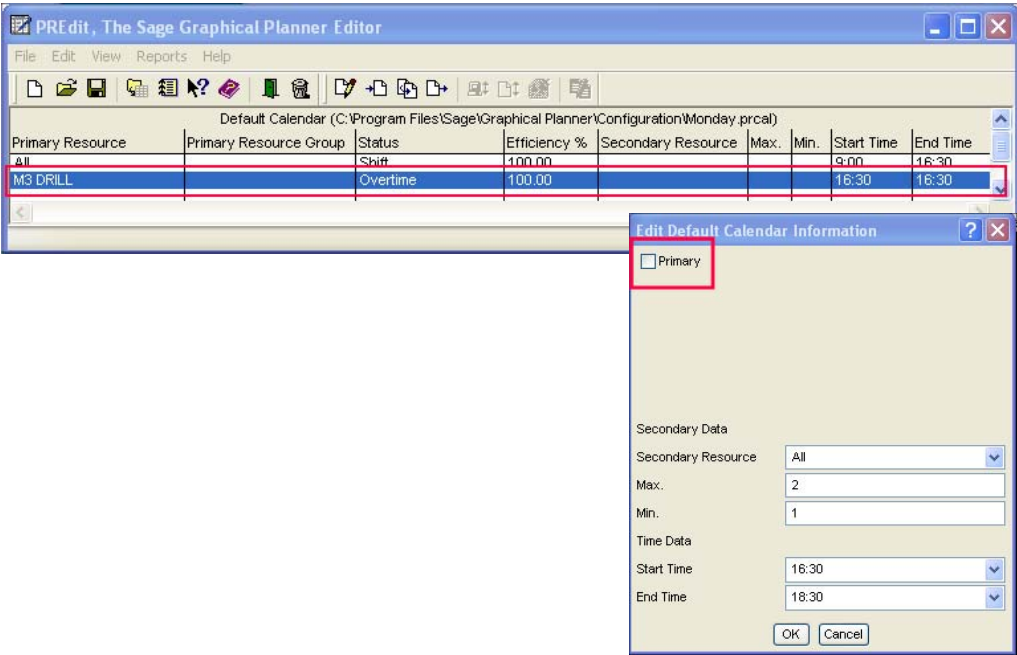 PREdit, The Sage Graphical Planner Editor
File Edit View Reports Help
Default Calendar (C:\Program Files\Sage\Graphical Planner\Configuration\Monday.prcal)
Primary Resource Primary Resource Group Status Efficiency % Secondary Resource Max. Min. Start Time End Time
All Shift 100.00 9:00 16:30
M3 DRILL Overtime 100.00 16:30 16:30
Edit Default Calendar Information
Primary
Secondary Data
Secondary Resource All
Max. 2
Min. 1
Time Data
Start Time 16:30
End Time 18:30
OK Cancel